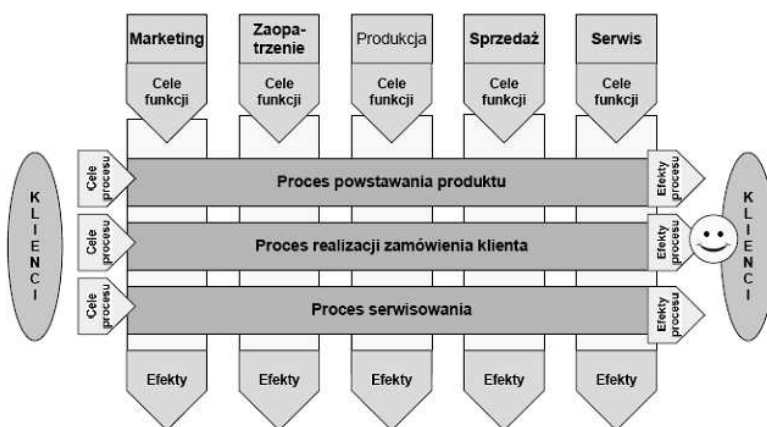 Marketing
Zaopa-
trzenie
Produkcja
Sprzedaż
Serwis
Cele
funkcji
Cele
funkcji
Cele
funkcji
Cele
funkcji
Cele
funkcji
KLIENCI
Cele
procesu
Proces powstawania produktu
Efekty
procesu
Cele
procesu
Proces realizacji zamówienia klienta
Efekty
procesu
Cele
procesu
Proces serwisowania
Efekty
procesu
KLIENCI
Efekty
Efekty
Efekty
Efekty
Efekty